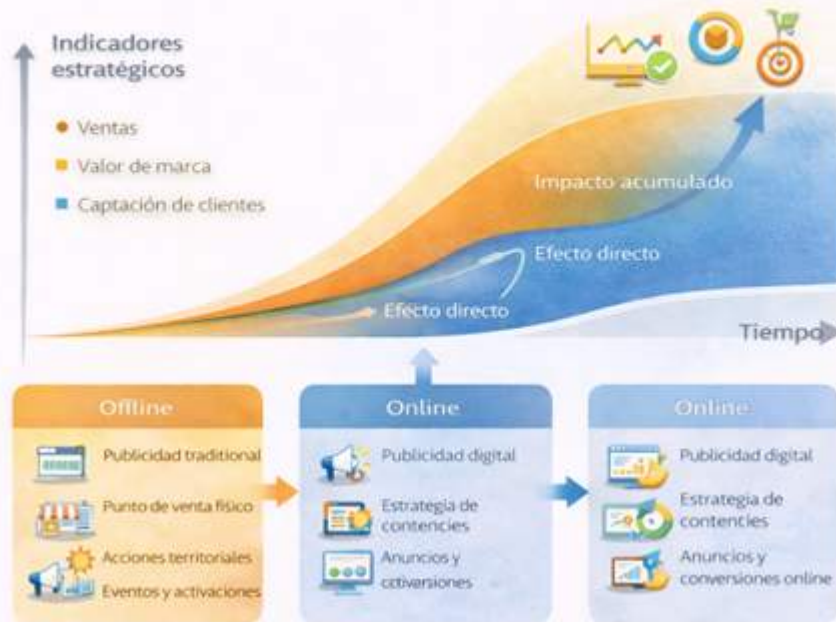 Indicadores
estratégicos
Ventas
Valor de marca
Captación de clientes
Impacto acumulado
Efecto directo
Efecto directo
Tiempo
Offline
Publicidad traditional
Punto de venta físico
Acciones territoriales
Eventos y activaciones
Online
Publicidad digital
Estrategia de
contencies
Anuncios y
cctiversiones
Online
Publicidad digital
Estrategia de
contencies
Anuncios y
conversiones online